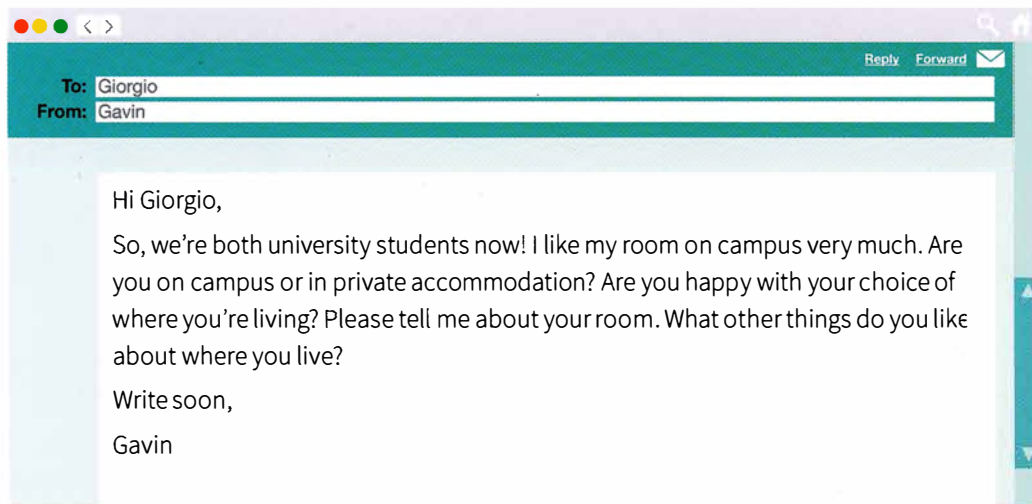 Reply Forward
To: Giorgio
From: Gavin
Hi Giorgio,
So, we're both university students now! I like my room on campus very much. Are
you on campus or in private accommodation? Are you happy with your choice of
where you're living? Please tell me about your room. What other things do you like
about where you live?
Write soon,
Gavin